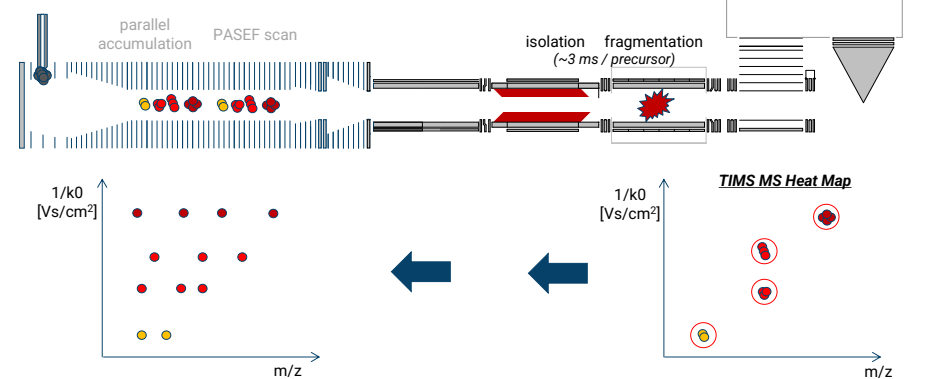 parallel
accumulation
PASEF scan
isolation fragmentation
(~3 ms / precursor)
1/k0
[Vs/cm²]
m/z
TIMS MS Heat Map
1/k0
[Vs/cm²]
m/z